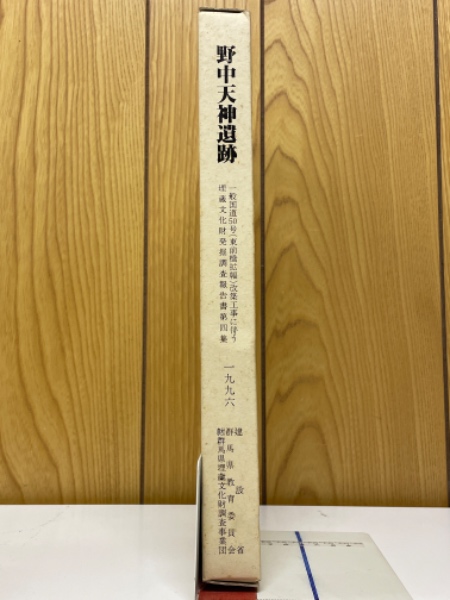 野中天神遺跡
一般国道50号(東前橋拡幅)改築工事に伴う
埋蔵文化財発掘調査報告書第四集
一九九六
建設省
群馬県教育委員会
㈶群馬県埋蔵文化財調査事業団